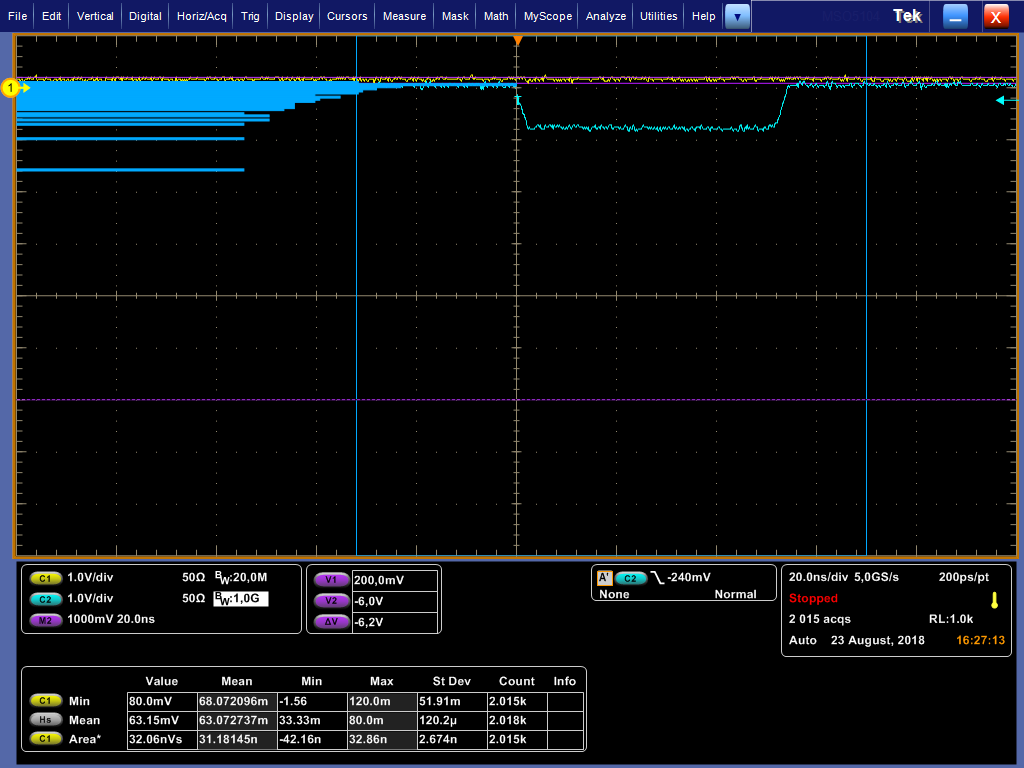 File Edit Vertical Digital Horiz/Acq Trig Display Cursors Measure Mask Math MyScope Analyze Utilities Help Tek X
1
C1 1.0V/div 50Ω BW:20,0M
C2 1.0V/div 50Ω BW:1,0G
M2 1000mV 20.0ns
V1 200,0mV
V2 -6,0V
ΔV -6,2V
A' C2 -240mV
None Normal
20.0ns/div 5,0GS/s 200ps/pt
Stopped
2 015 acqs RL:1.0k
Auto 23 August, 2018 16:27:13
Value Mean Min Max St Dev Count Info
C1 Min 80.0mV 68.072096m -1.56 120.0m 51.91m 2.015k
Hs Mean 63.15mV 63.072737m 33.33m 80.0m 120.2µ 2.018k
C1 Area* 32.06nVs 31.18145n -42.16n 32.86n 2.674n 2.015k